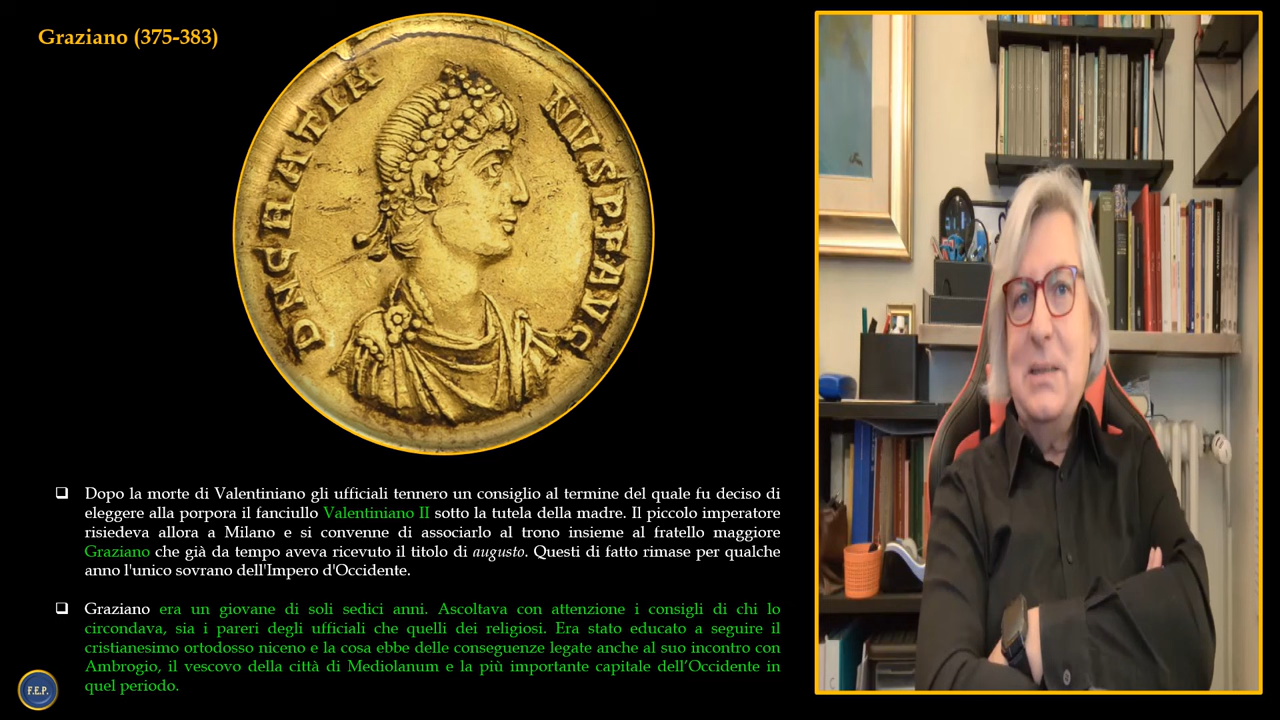 Graziano (375-383)
D N GRATIA
NVS P F AVG
Dopo la morte di Valentiniano gli ufficiali tennero un consiglio al termine del quale fu deciso di
eleggere alla porpora il fanciullo Valentiniano II sotto la tutela della madre. Il piccolo imperatore
risiedeva allora a Milano e si convenne di associarlo al trono insieme al fratello maggiore
Graziano che già da tempo aveva ricevuto il titolo di augusto. Questi di fatto rimase per qualche
anno l'unico sovrano dell'Impero d'Occidente.
Graziano era un giovane di soli sedici anni. Ascoltava con attenzione i consigli di chi lo
circondava, sia i pareri degli ufficiali che quelli dei religiosi. Era stato educato a seguire il
cristianesimo ortodosso niceno e la cosa ebbe delle conseguenze legate anche al suo incontro con
Ambrogio, il vescovo della città di Mediolanum e la più importante capitale dell’Occidente in
quel periodo.
F.E.P.